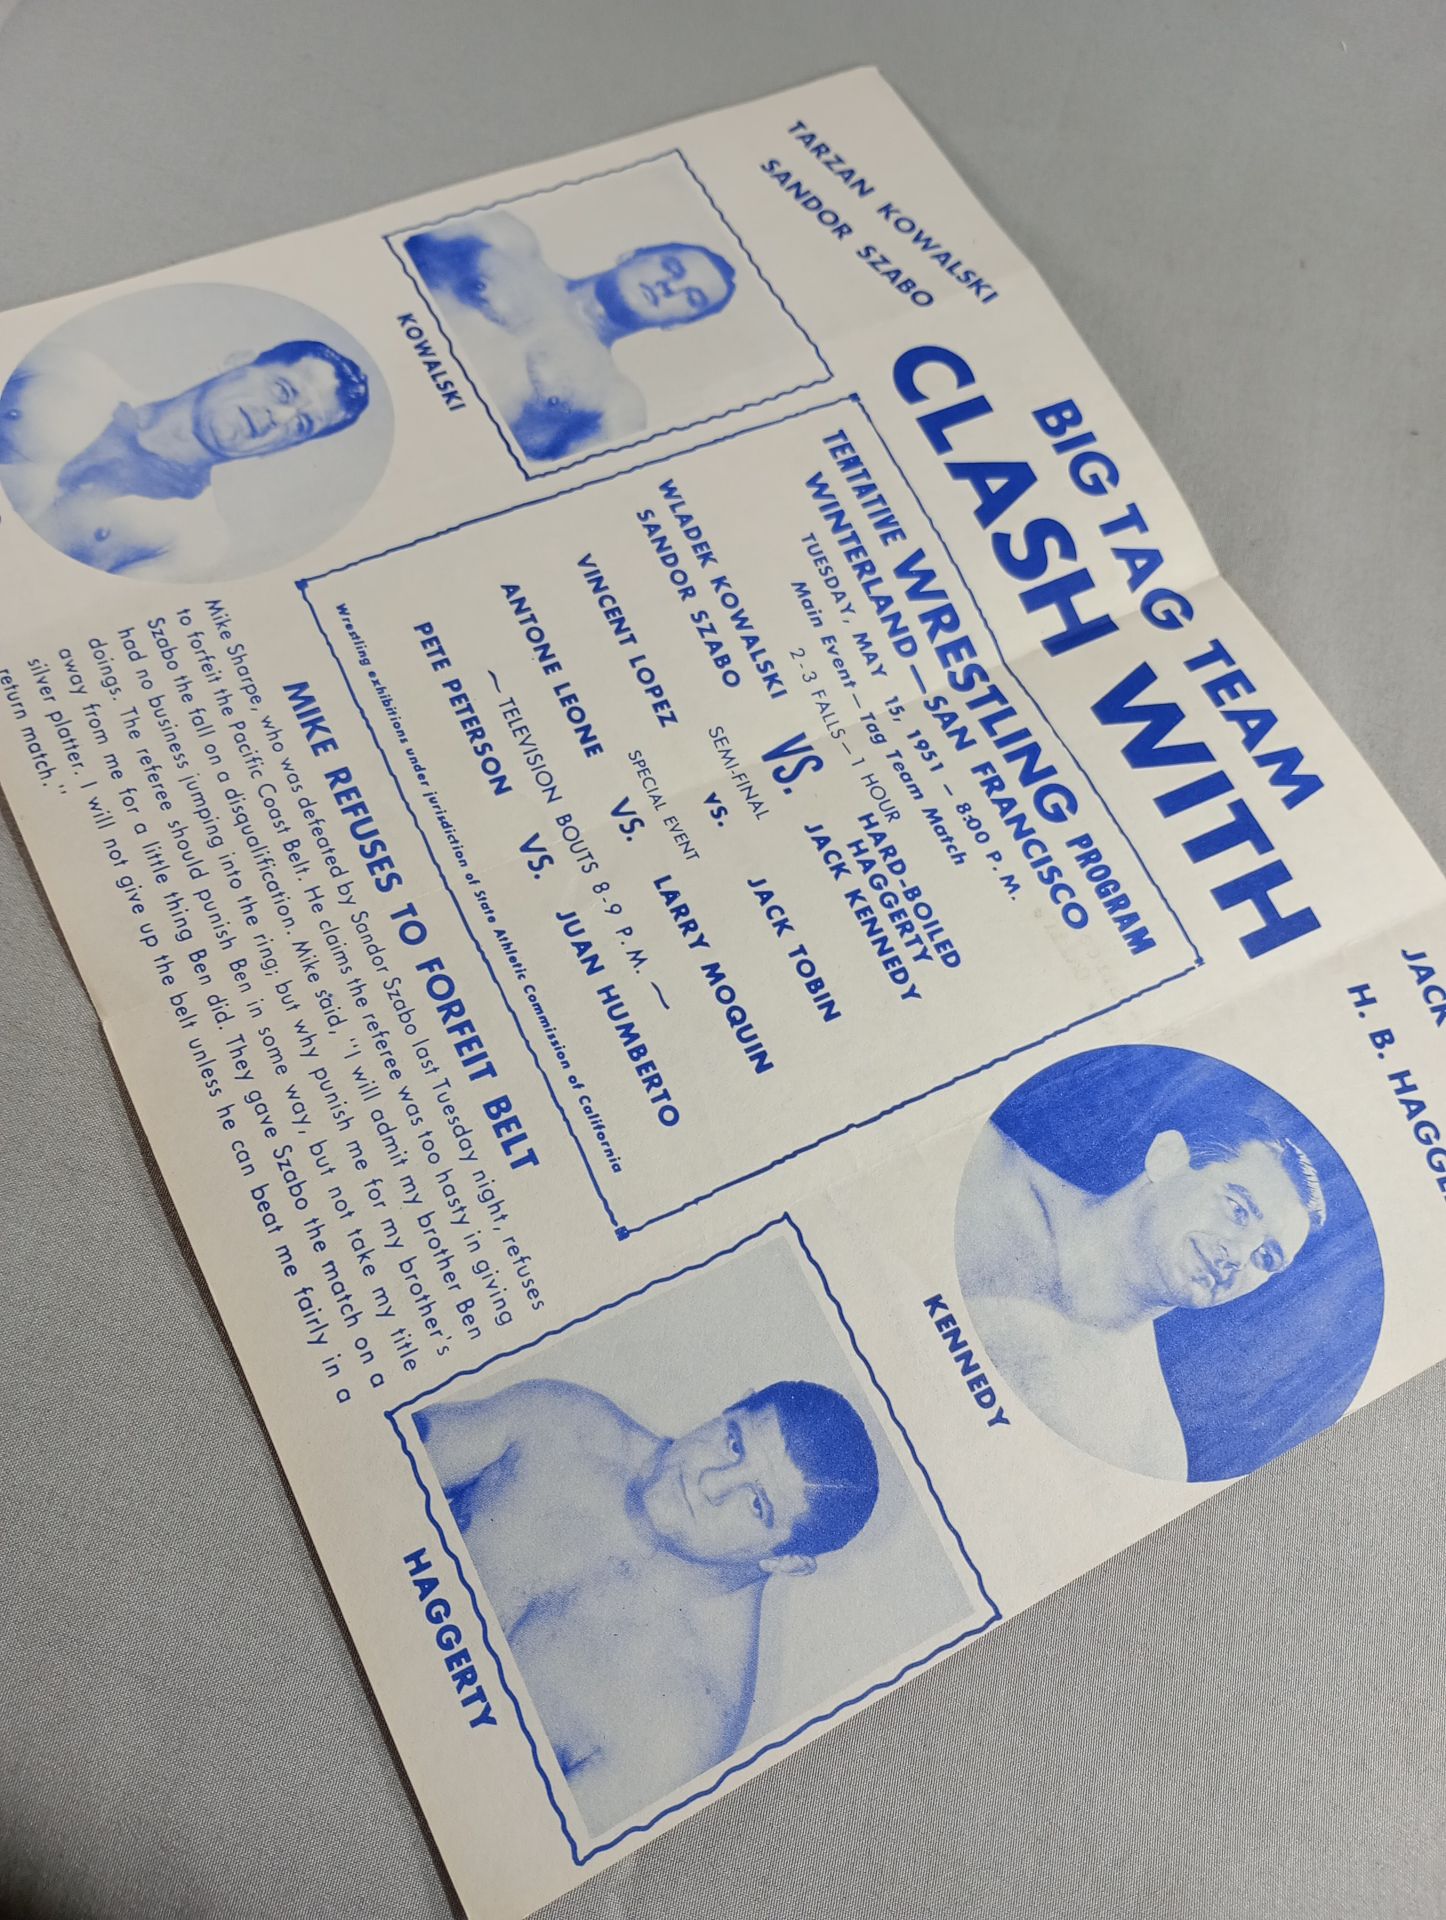 TARZAN KOWALSKI
SANDOR SZABO
BIG TAG TEAM
CLASH WITH
JACK
H. B. HAGGE
KOWALSKI
TENTATIVE WRESTLING PROGRAM
WINTERLAND — SAN FRANCISCO
TUESDAY, MAY 15, 1951 — 8:00 P. M.
Main Event — Tag Team Match
2-3 FALLS — 1 HOUR
WLADEK KOWALSKI
SANDOR SZABO
VS.
HARD-BOILED
HAGGERTY
JACK KENNEDY
SEMI-FINAL
VINCENT LOPEZ vs. JACK TOBIN
SPECIAL EVENT
ANTONE LEONE VS. LARRY MOQUIN
— TELEVISION BOUTS 8-9 P. M. —
PETE PETERSON VS. JUAN HUMBERTO
Wrestling exhibitions under jurisdiction of State Athletic Commission of California
KENNEDY
MIKE REFUSES TO FORFEIT BELT
Mike Sharpe, who was defeated by Sandor Szabo last Tuesday night, refuses
to forfeit the Pacific Coast Belt. He claims the referee was too hasty in giving
Szabo the fall on a disqualification. Mike said, "I will admit my brother Ben
had no business jumping into the ring; but why punish me for my brother's
doings. The referee should punish Ben in some way, but not take my title
away from me for a little thing Ben did. They gave Szabo the match on a
silver platter. I will not give up the belt unless he can beat me fairly in a
return match."
HAGGERTY